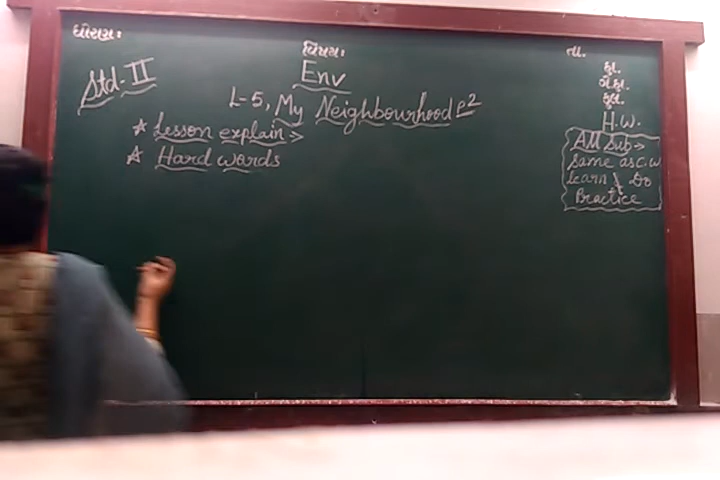 ધોરણ:
વિષય:
તા.
Std. II
Env
L-5, My Neighbourhood
* Lesson explain
* Hard words
કુા.
ગે.હા.
કુલ.
H.W.
All Sub→
Same as C.W
Learn \ Do
Practice